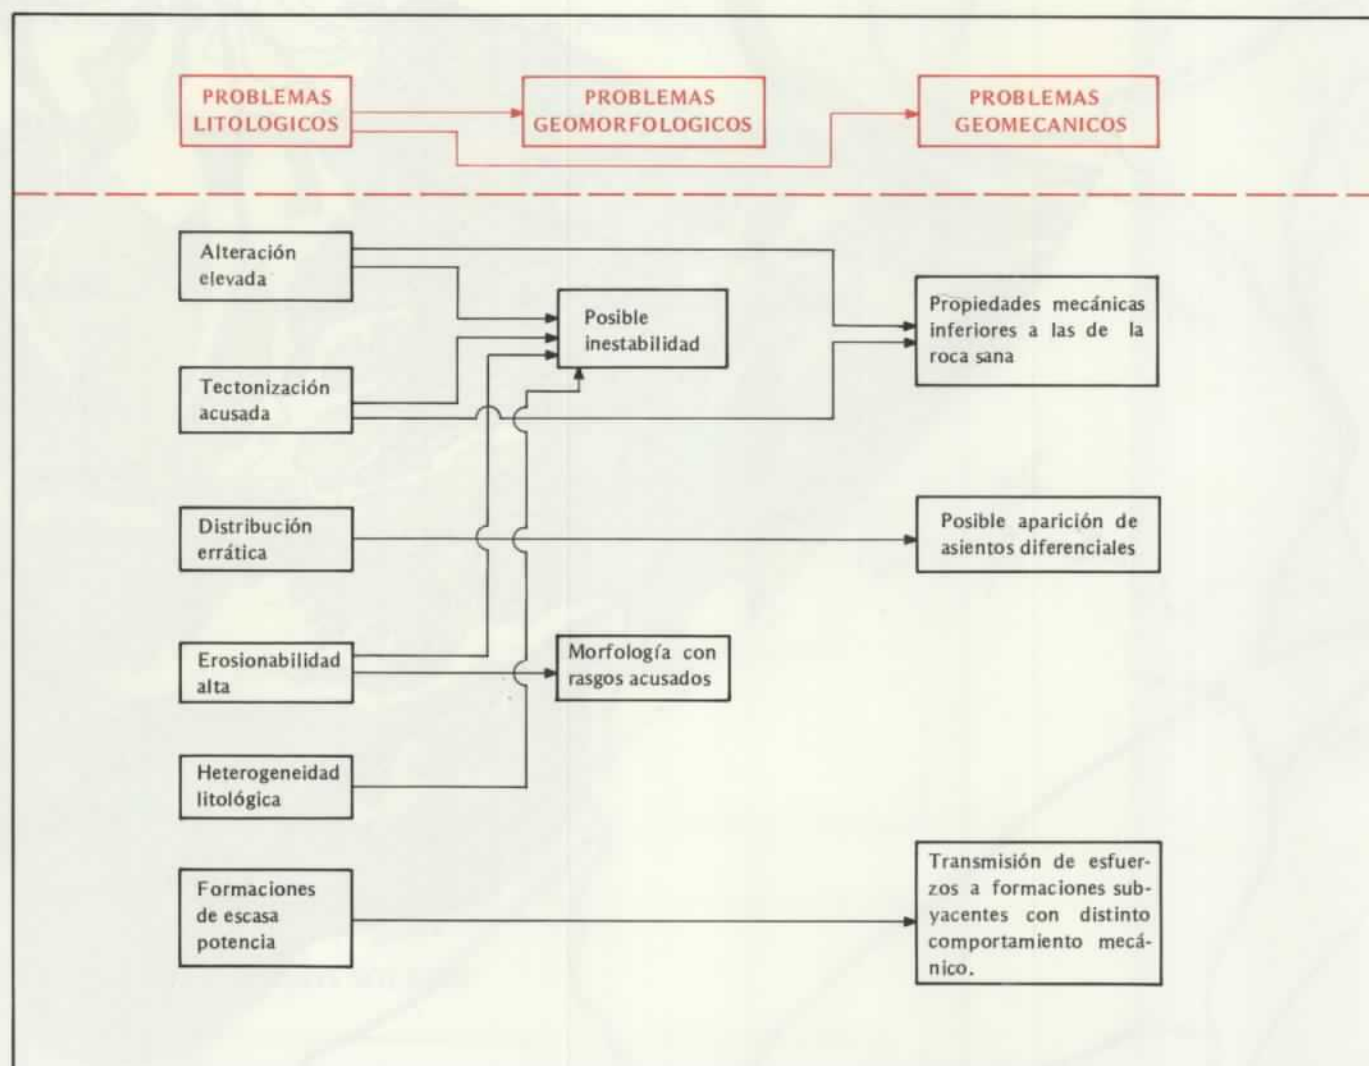 PROBLEMAS
LITOLOGICOS
PROBLEMAS
GEOMORFOLOGICOS
PROBLEMAS
GEOMECANICOS
Alteración
elevada
Posible
inestabilidad
Propiedades mecánicas
inferiores a las de la
roca sana
Tectonización
acusada
Distribución
errática
Posible aparición de
asientos diferenciales
Erosionabilidad
alta
Morfología con
rasgos acusados
Heterogeneidad
litológica
Formaciones
de escasa
potencia
Transmisión de esfuer-
zos a formaciones sub-
yacentes con distinto
comportamiento mecá-
nico.